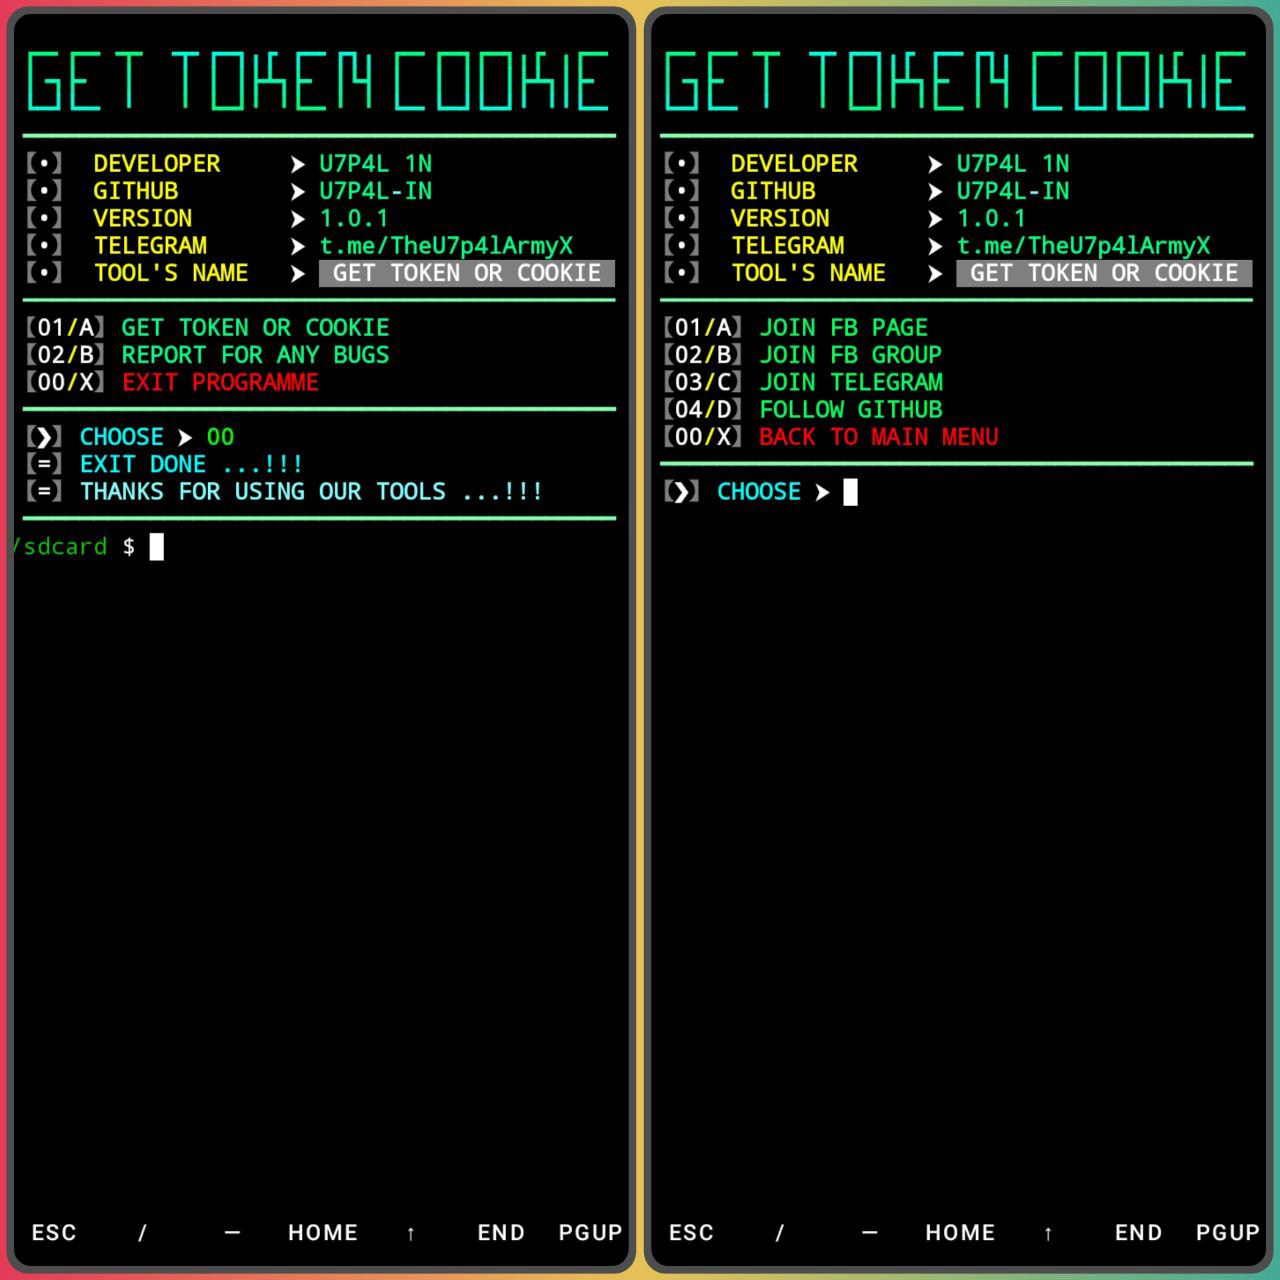 GET TOKEN COOKIE
【•】 DEVELOPER ➤ U7P4L 1N
【•】 GITHUB ➤ U7P4L-IN
【•】 VERSION ➤ 1.0.1
【•】 TELEGRAM ➤ t.me/TheU7p4lArmyX
【•】 TOOL'S NAME ➤ GET TOKEN OR COOKIE
【01/A】 GET TOKEN OR COOKIE
【02/B】 REPORT FOR ANY BUGS
【00/X】 EXIT PROGRAMME
【❯】 CHOOSE ➤ 00
【=】 EXIT DONE ...!!!
【=】 THANKS FOR USING OUR TOOLS ...!!!
/sdcard $
ESC / — HOME ↑ END PGUP
GET TOKEN COOKIE
【•】 DEVELOPER ➤ U7P4L 1N
【•】 GITHUB ➤ U7P4L-IN
【•】 VERSION ➤ 1.0.1
【•】 TELEGRAM ➤ t.me/TheU7p4lArmyX
【•】 TOOL'S NAME ➤ GET TOKEN OR COOKIE
【01/A】 JOIN FB PAGE
【02/B】 JOIN FB GROUP
【03/C】 JOIN TELEGRAM
【04/D】 FOLLOW GITHUB
【00/X】 BACK TO MAIN MENU
【❯】 CHOOSE ➤
ESC / — HOME ↑ END PGUP